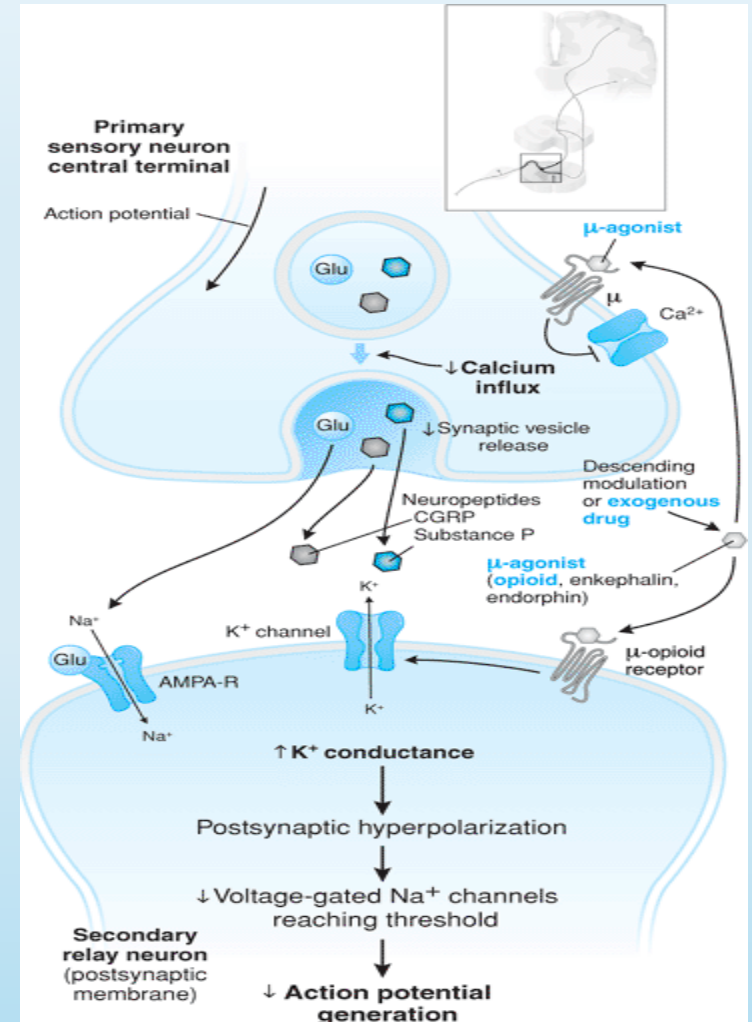 Primary
sensory neuron
central terminal
Action potential
Glu
μ-agonist
μ
Ca²⁺
↓Calcium
influx
Glu
↓Synaptic vesicle
release
Descending
modulation
or exogenous
drug
Neuropeptides
CGRP
Substance P
μ-agonist
(opioid, enkephalin,
endorphin)
K⁺
Na⁺
K⁺ channel
μ-opioid
receptor
Glu
AMPA-R
K⁺
Na⁺
↑K⁺ conductance
Postsynaptic hyperpolarization
↓Voltage-gated Na⁺ channels
reaching threshold
Secondary
relay neuron
(postsynaptic
membrane)
↓ Action potential
generation